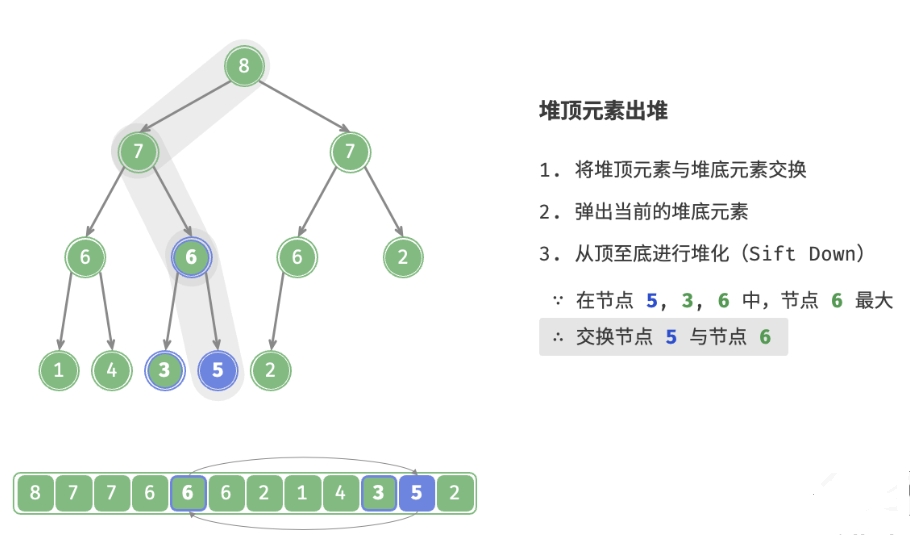 8
堆顶元素出堆
7 7
1. 将堆顶元素与堆底元素交换
2. 弹出当前的堆底元素
3. 从顶至底进行堆化（Sift Down）
6 6 6 2
∵ 在节点 5, 3, 6 中，节点 6 最大
∴ 交换节点 5 与节点 6
1 4 3 5 2
8 7 7 6 6 6 2 1 4 3 5 2